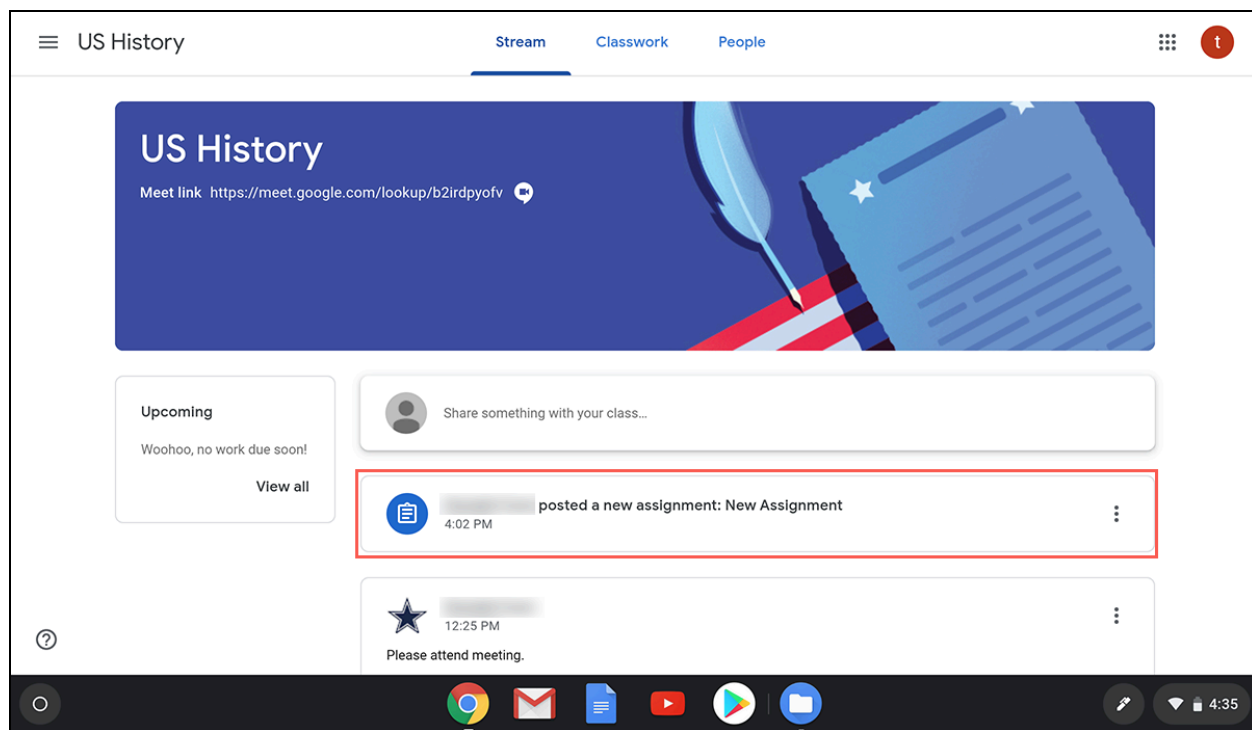 US History
Stream Classwork People
t
US History
Meet link https://meet.google.com/lookup/b2irdpyofv
Upcoming
Woohoo, no work due soon!
View all
Share something with your class...
posted a new assignment: New Assignment
4:02 PM
12:25 PM
Please attend meeting.
4:35